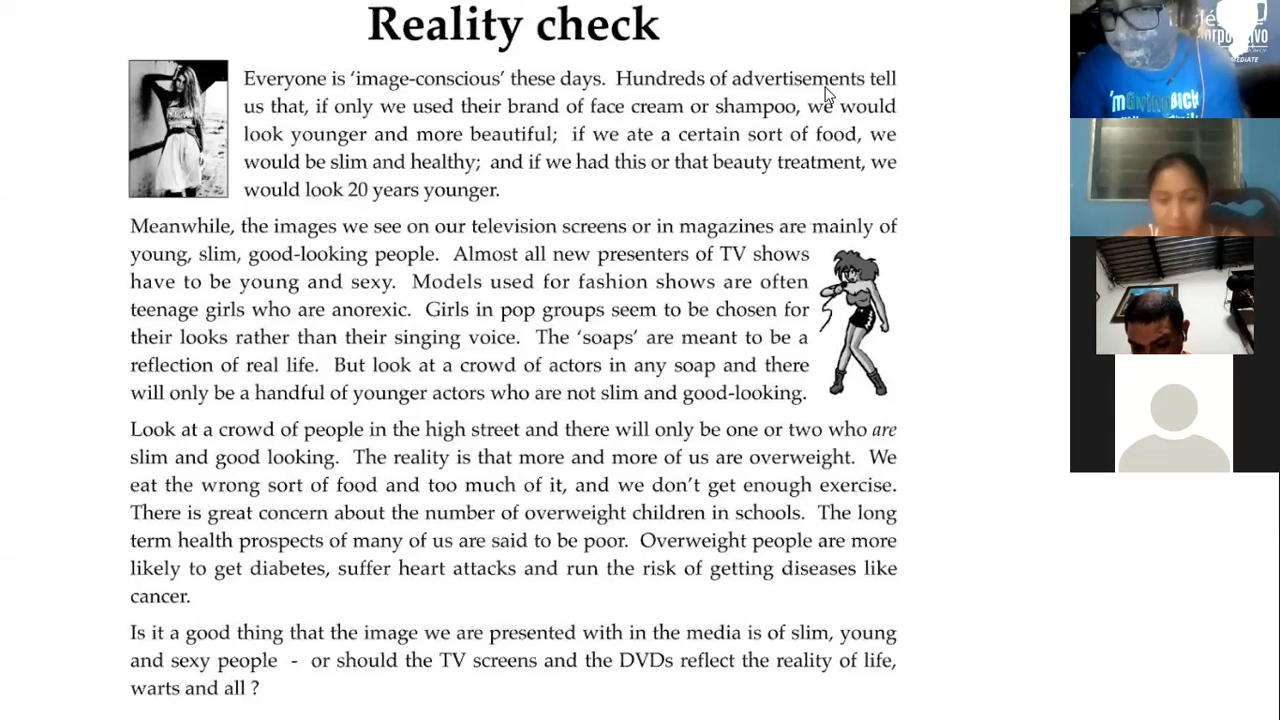 Reality check
Everyone is ‘image-conscious’ these days. Hundreds of advertisements tell
us that, if only we used their brand of face cream or shampoo, we would
look younger and more beautiful; if we ate a certain sort of food, we
would be slim and healthy; and if we had this or that beauty treatment, we
would look 20 years younger.
Meanwhile, the images we see on our television screens or in magazines are mainly of
young, slim, good-looking people. Almost all new presenters of TV shows
have to be young and sexy. Models used for fashion shows are often
teenage girls who are anorexic. Girls in pop groups seem to be chosen for
their looks rather than their singing voice. The ‘soaps’ are meant to be a
reflection of real life. But look at a crowd of actors in any soap and there
will only be a handful of younger actors who are not slim and good-looking.
Look at a crowd of people in the high street and there will only be one or two who are
slim and good looking. The reality is that more and more of us are overweight. We
eat the wrong sort of food and too much of it, and we don’t get enough exercise.
There is great concern about the number of overweight children in schools. The long
term health prospects of many of us are said to be poor. Overweight people are more
likely to get diabetes, suffer heart attacks and run the risk of getting diseases like
cancer.
Is it a good thing that the image we are presented with in the media is of slim, young
and sexy people - or should the TV screens and the DVDs reflect the reality of life,
warts and all ?